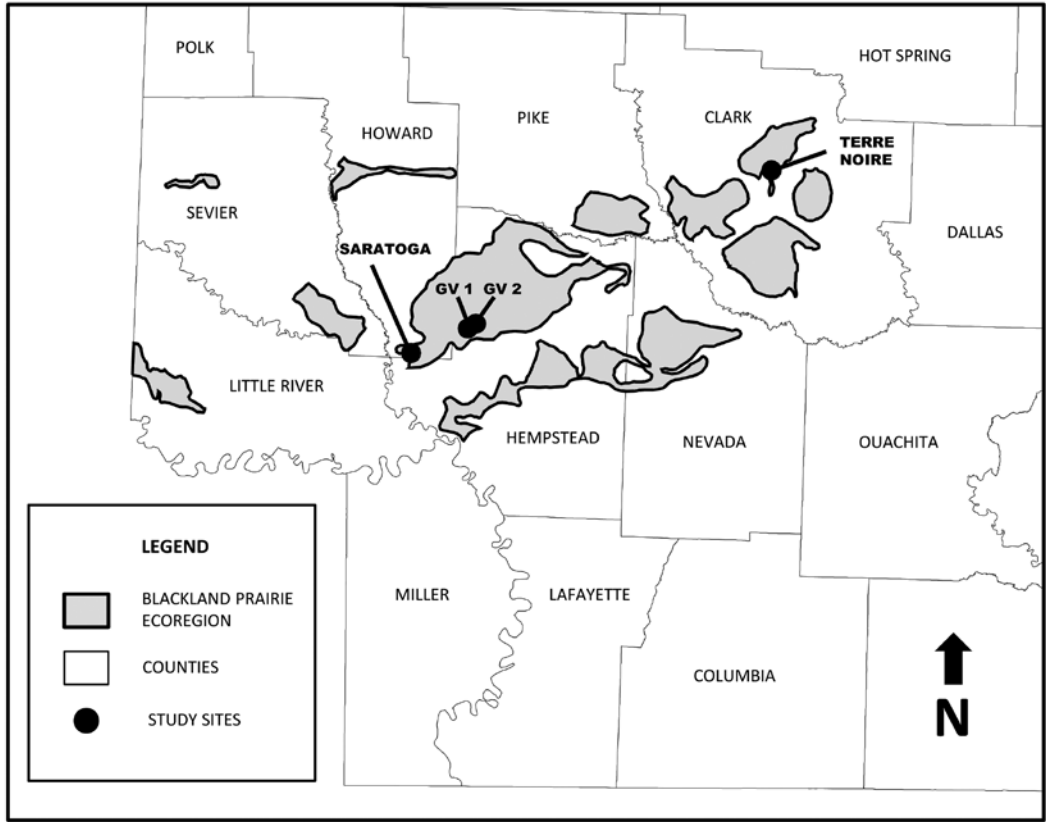 POLK
HOT SPRING
PIKE
CLARK
HOWARD
TERRE
NOIRE
SEVIER
DALLAS
SARATOGA
GV 1 GV 2
LITTLE RIVER
HEMPSTEAD
NEVADA
OUACHITA
LEGEND
BLACKLAND PRAIRIE
ECOREGION
COUNTIES
STUDY SITES
MILLER
LAFAYETTE
COLUMBIA
N